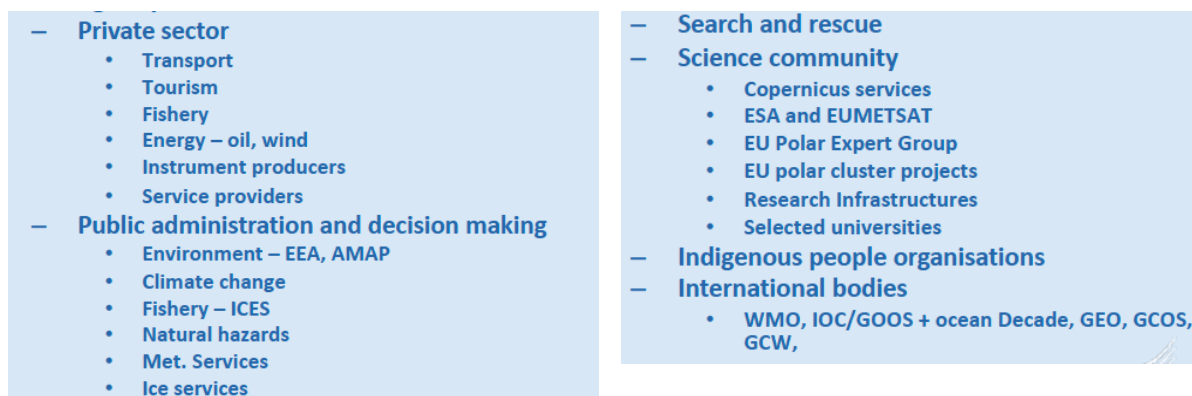 – Private sector
• Transport
• Tourism
• Fishery
• Energy – oil, wind
• Instrument producers
• Service providers
– Public administration and decision making
• Environment – EEA, AMAP
• Climate change
• Fishery – ICES
• Natural hazards
• Met. Services
• Ice services
– Search and rescue
– Science community
• Copernicus services
• ESA and EUMETSAT
• EU Polar Expert Group
• EU polar cluster projects
• Research Infrastructures
• Selected universities
– Indigenous people organisations
– International bodies
• WMO, IOC/GOOS + ocean Decade, GEO, GCOS,
GCW,